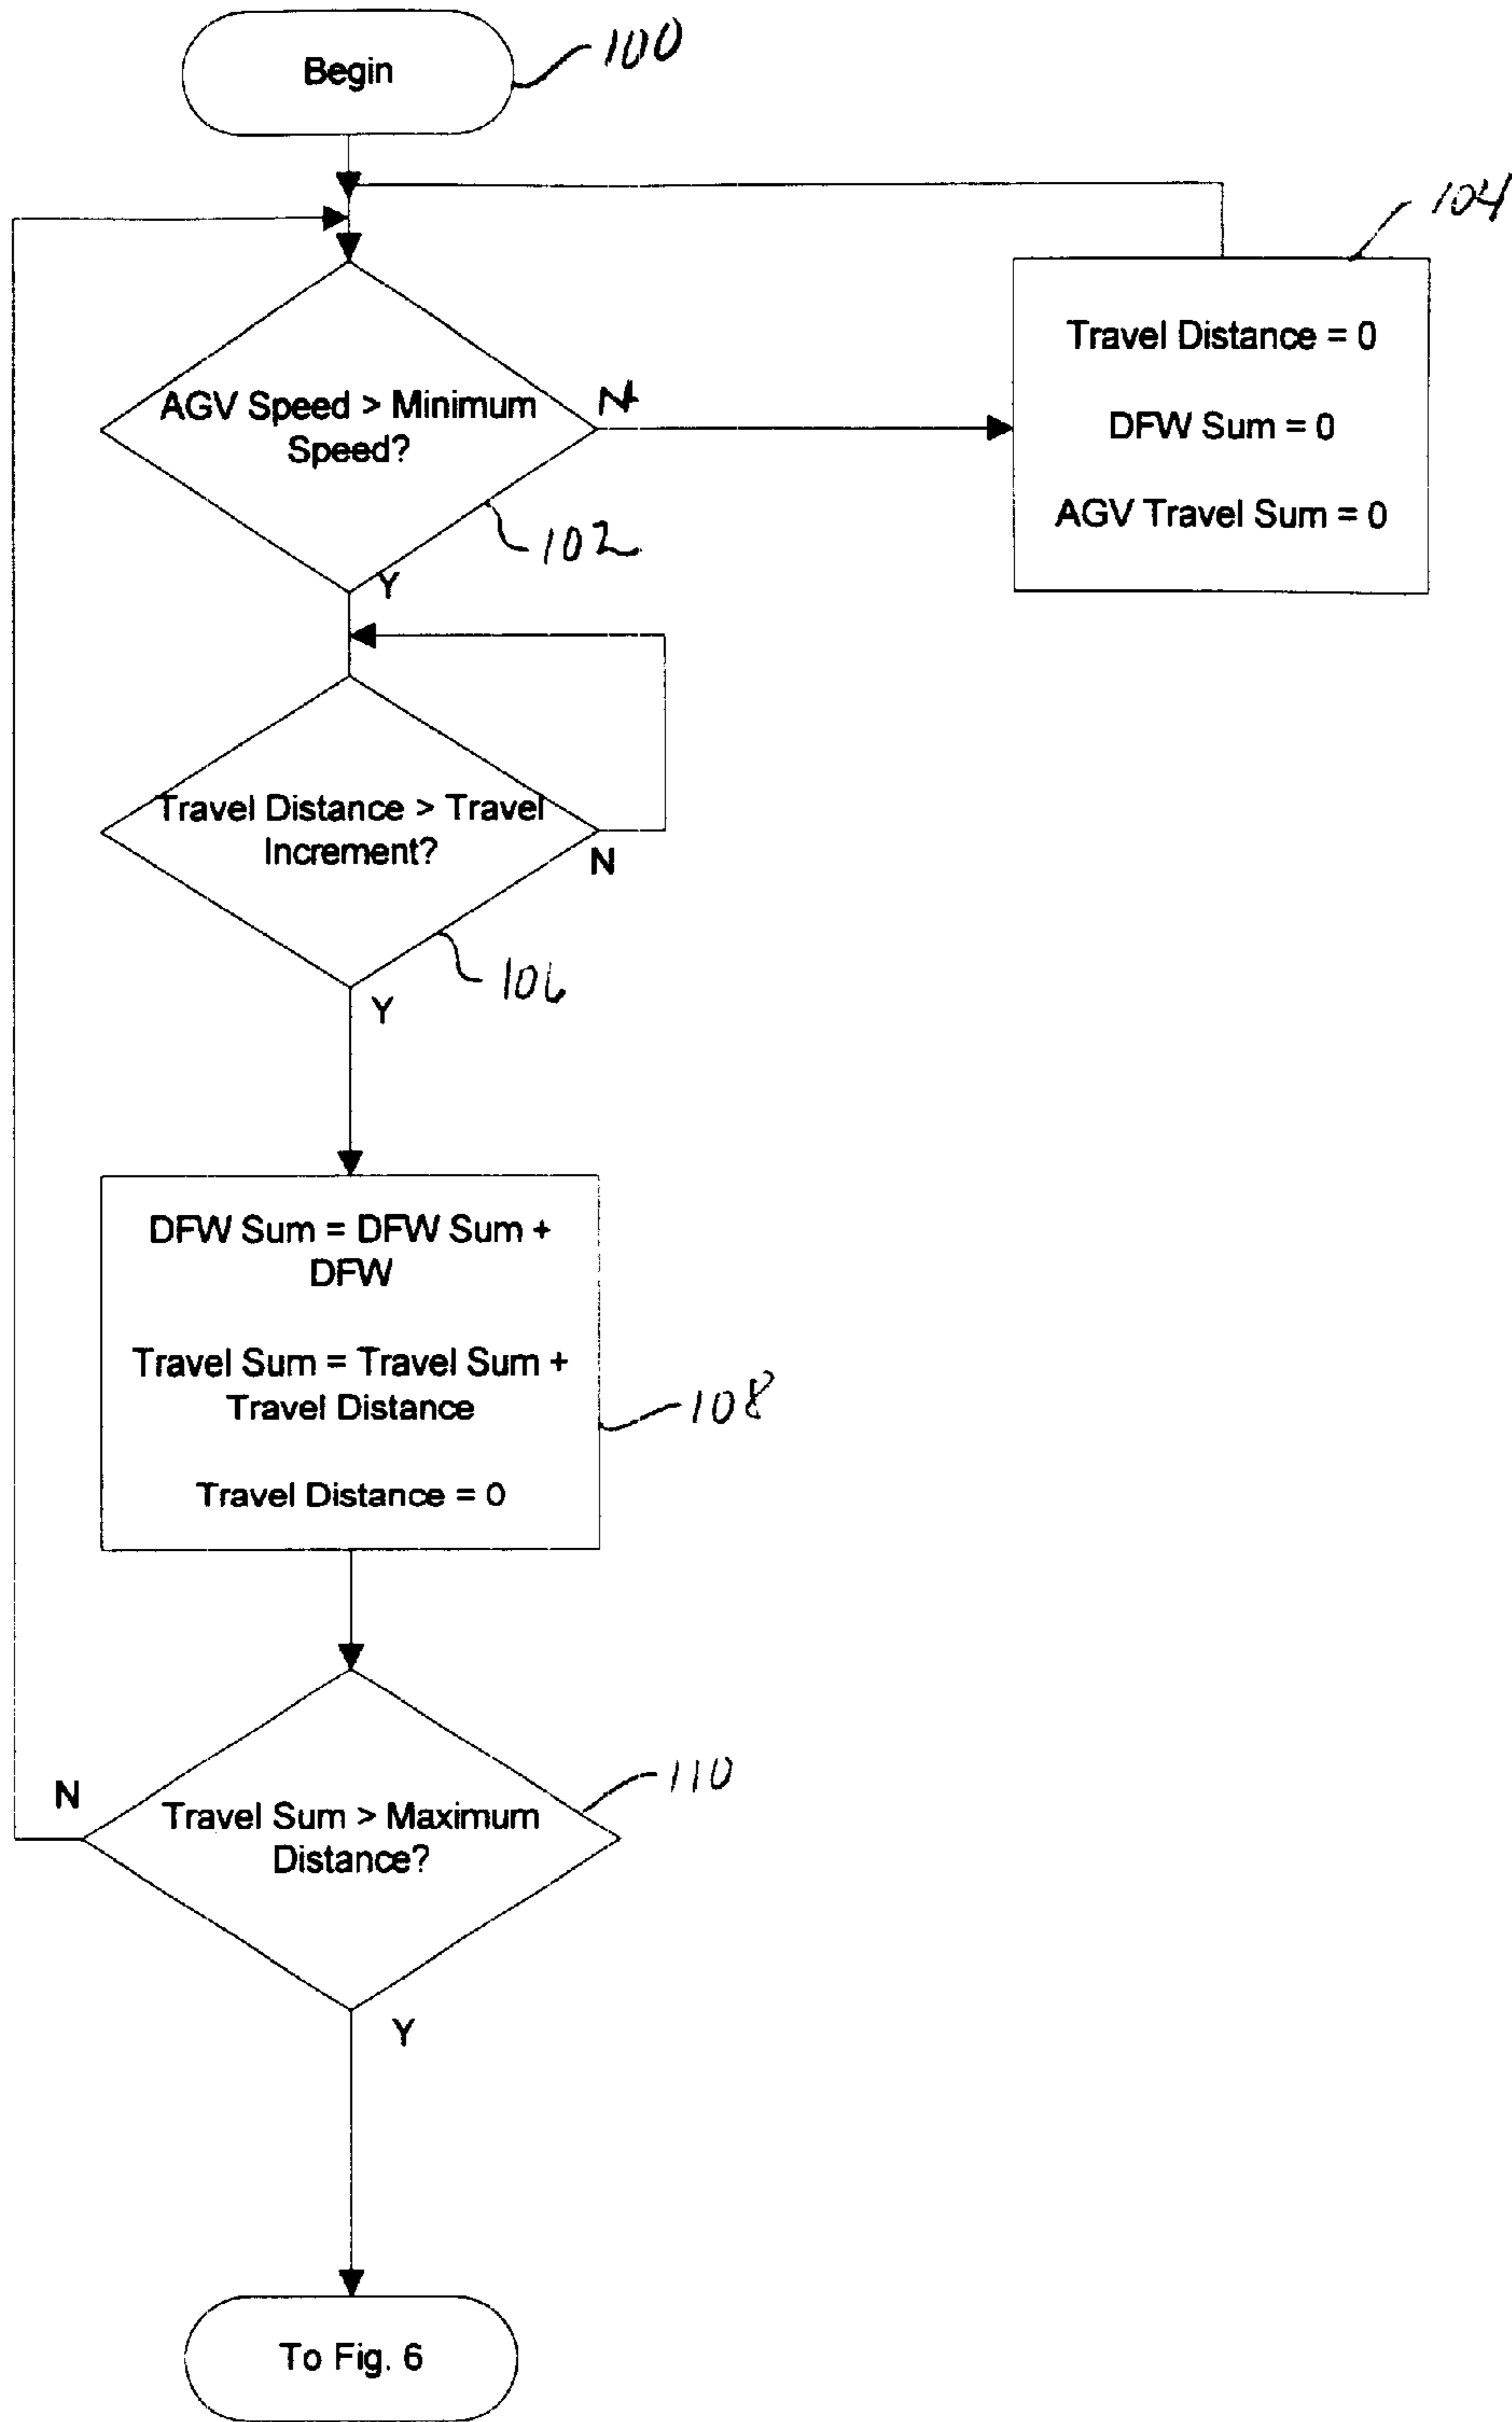 Begin
100
104
Travel Distance = 0
DFW Sum = 0
AGV Travel Sum = 0
AGV Speed > Minimum
Speed?
N
102
Y
Travel Distance > Travel
Increment?
N
106
Y
DFW Sum = DFW Sum +
DFW
Travel Sum = Travel Sum +
Travel Distance
Travel Distance = 0
108
110
N
Travel Sum > Maximum
Distance?
Y
To Fig. 6